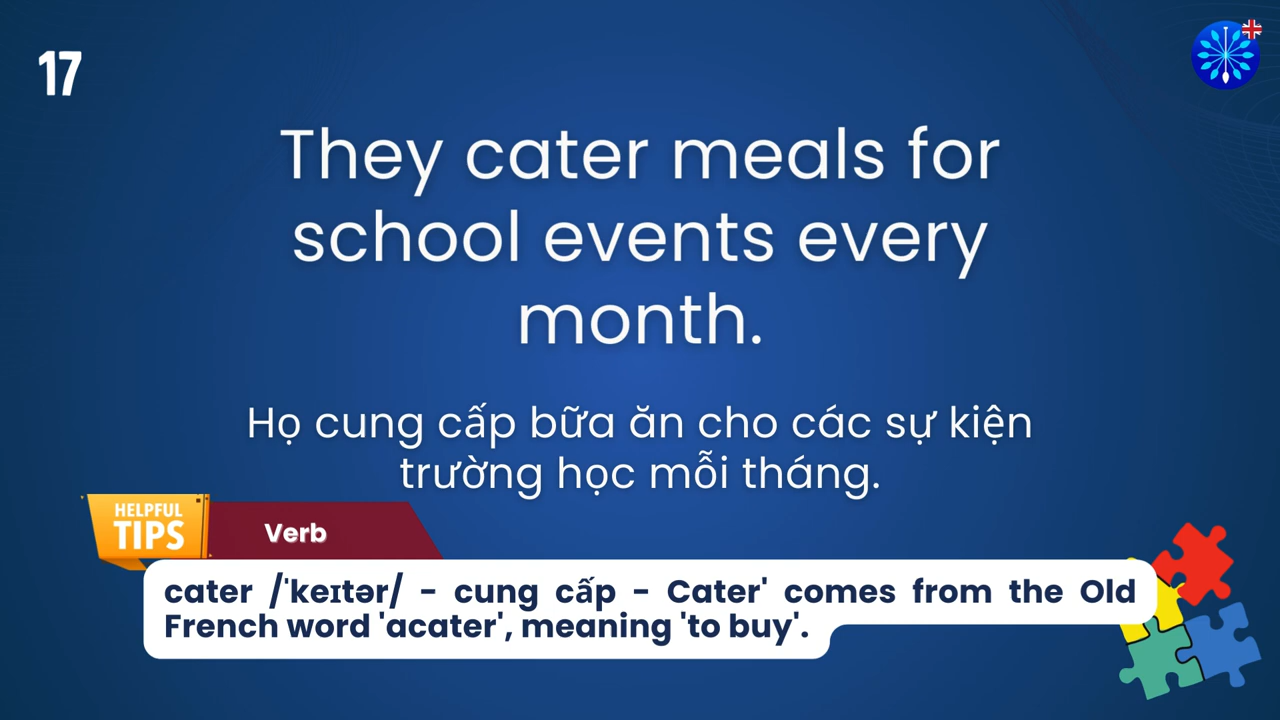 17
They cater meals for
school events every
month.
Họ cung cấp bữa ăn cho các sự kiện
trường học mỗi tháng.
HELPFUL
TIPS
Verb
cater /ˈkeɪtər/ - cung cấp - Cater' comes from the Old
French word 'acater', meaning 'to buy'.